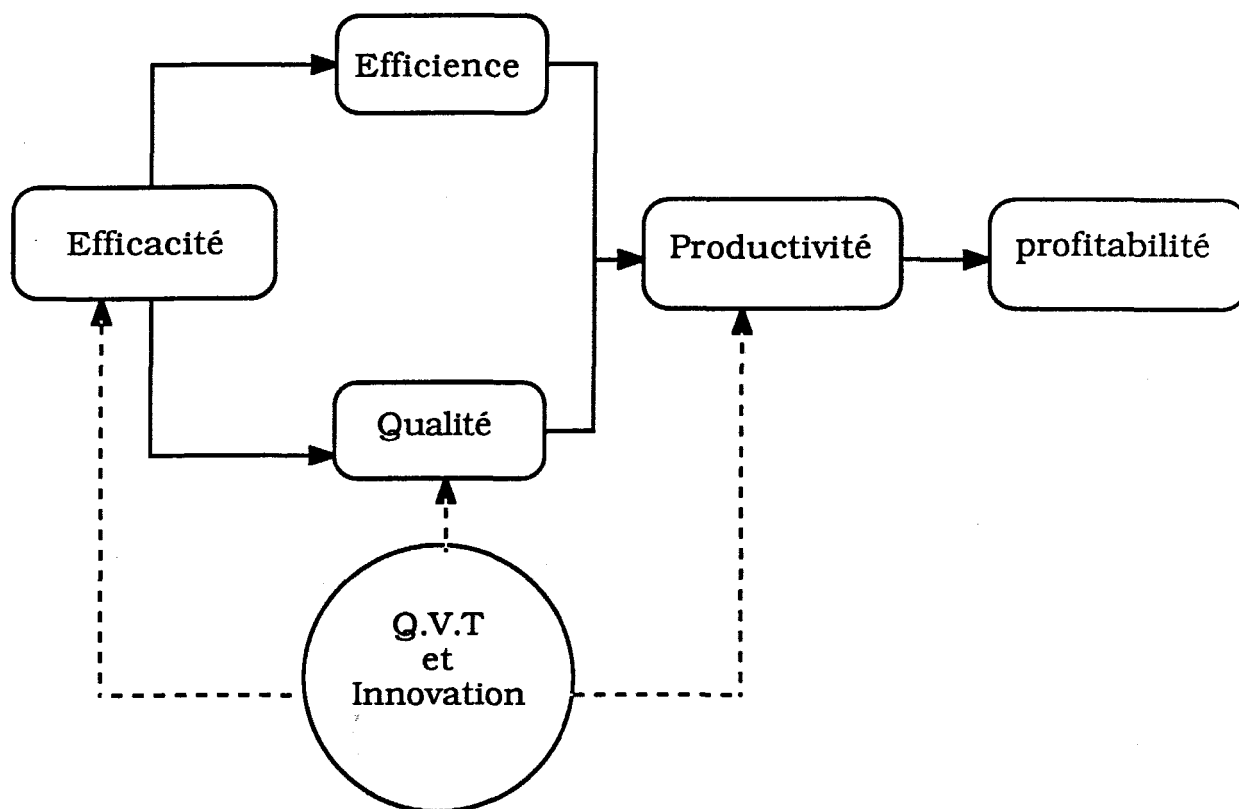 Efficience
Efficacité
Productivité
profitabilité
Qualité
Q.V.T
et
Innovation